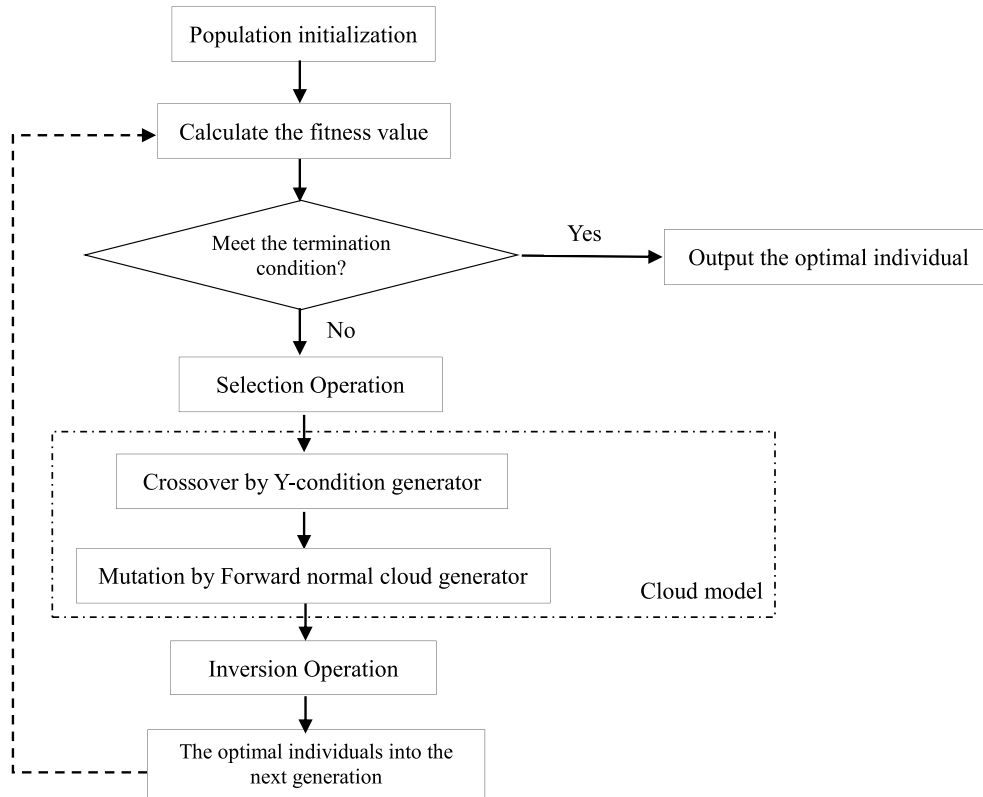 Population initialization
Calculate the fitness value
Meet the termination
condition?
Yes
Output the optimal individual
No
Selection Operation
Crossover by Y-condition generator
Mutation by Forward normal cloud generator
Cloud model
Inversion Operation
The optimal individuals into the
next generation